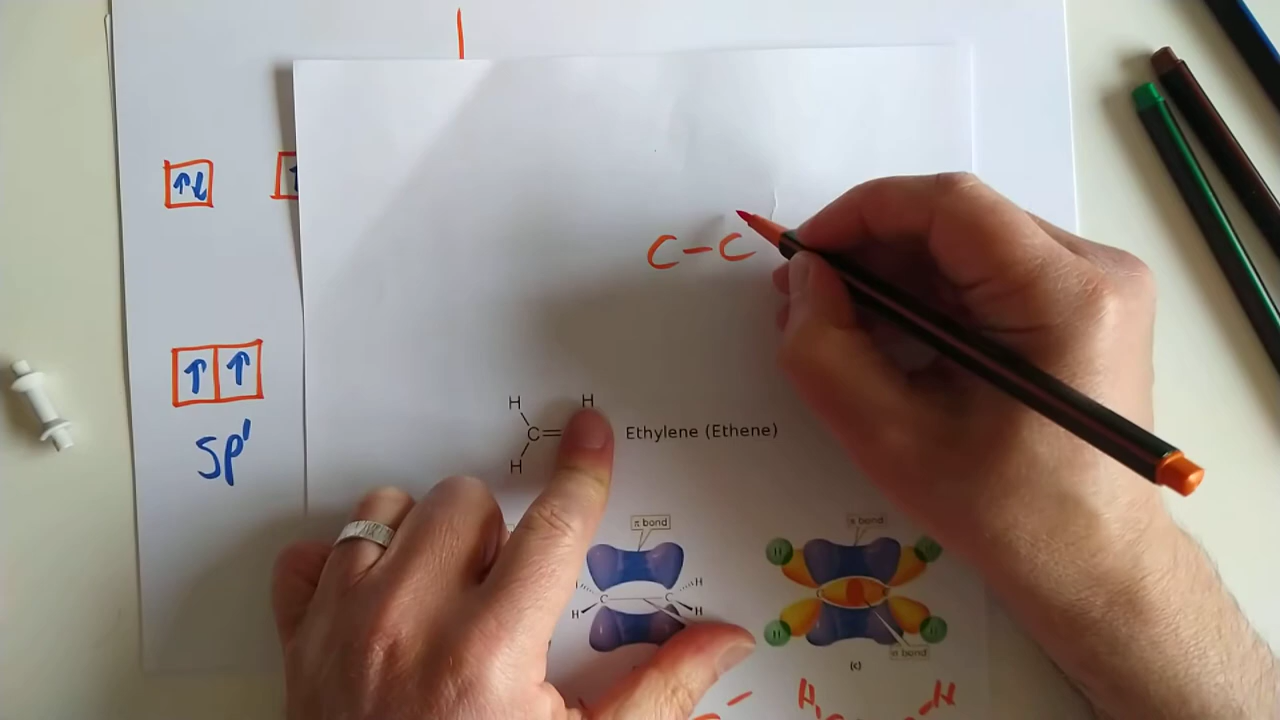 ↑↓
↑ ↑
sp'
C-C
H H
C= Ethylene (Ethene)
H
π bond
H
C C
H H
π bond
H H
C
H H
π bond
(c)
H H